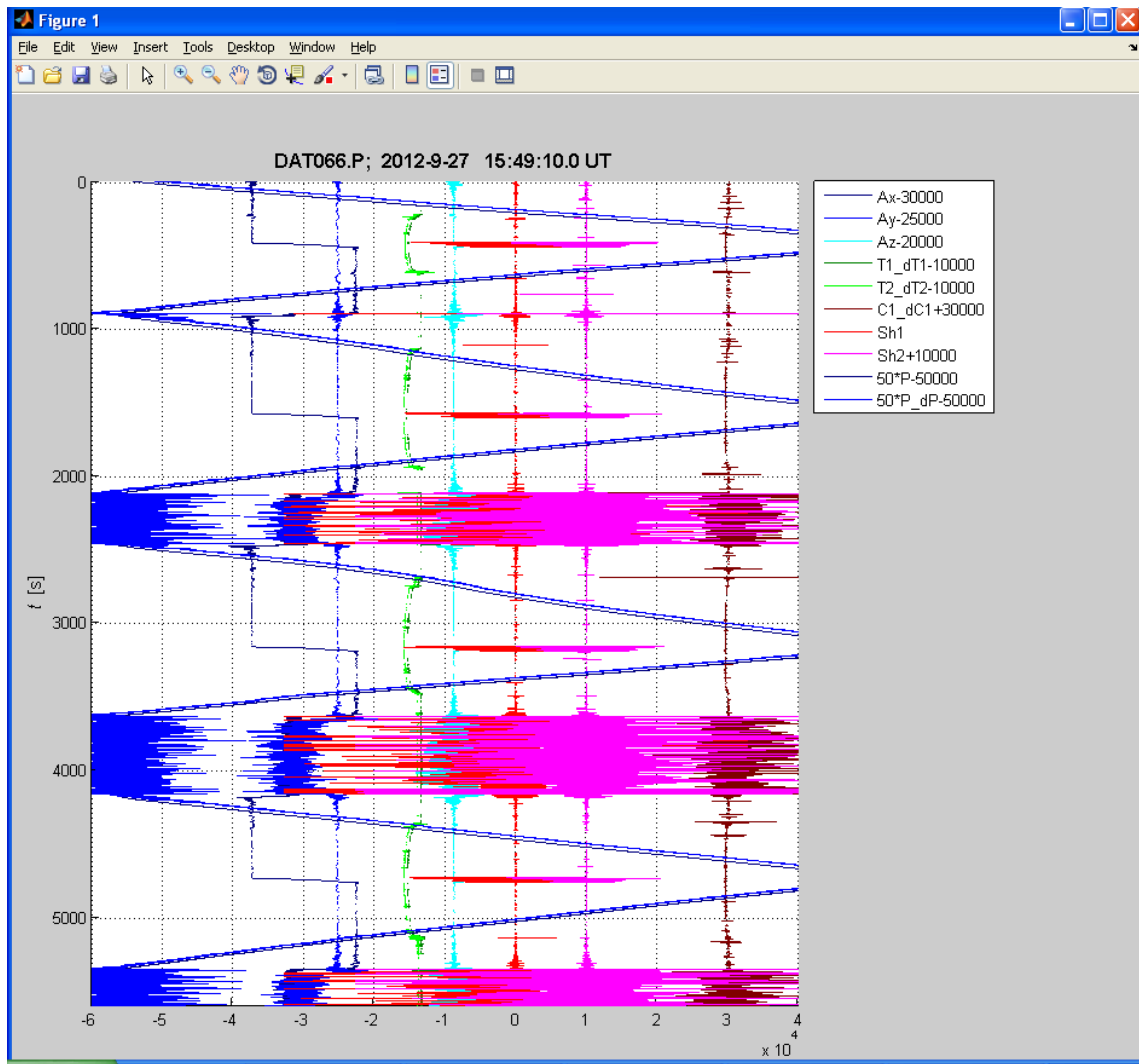 Figure 1
File Edit View Insert Tools Desktop Window Help
DAT066.P; 2012-9-27 15:49:10.0 UT
Ax-30000
Ay-25000
Az-20000
T1_dT1-10000
T2_dT2-10000
C1_dC1+30000
Sh1
Sh2+10000
50*P-50000
50*P_dP-50000
0
1000
2000
3000
4000
5000
t [s]
-6 -5 -4 -3 -2 -1 0 1 2 3 4
x 10 4